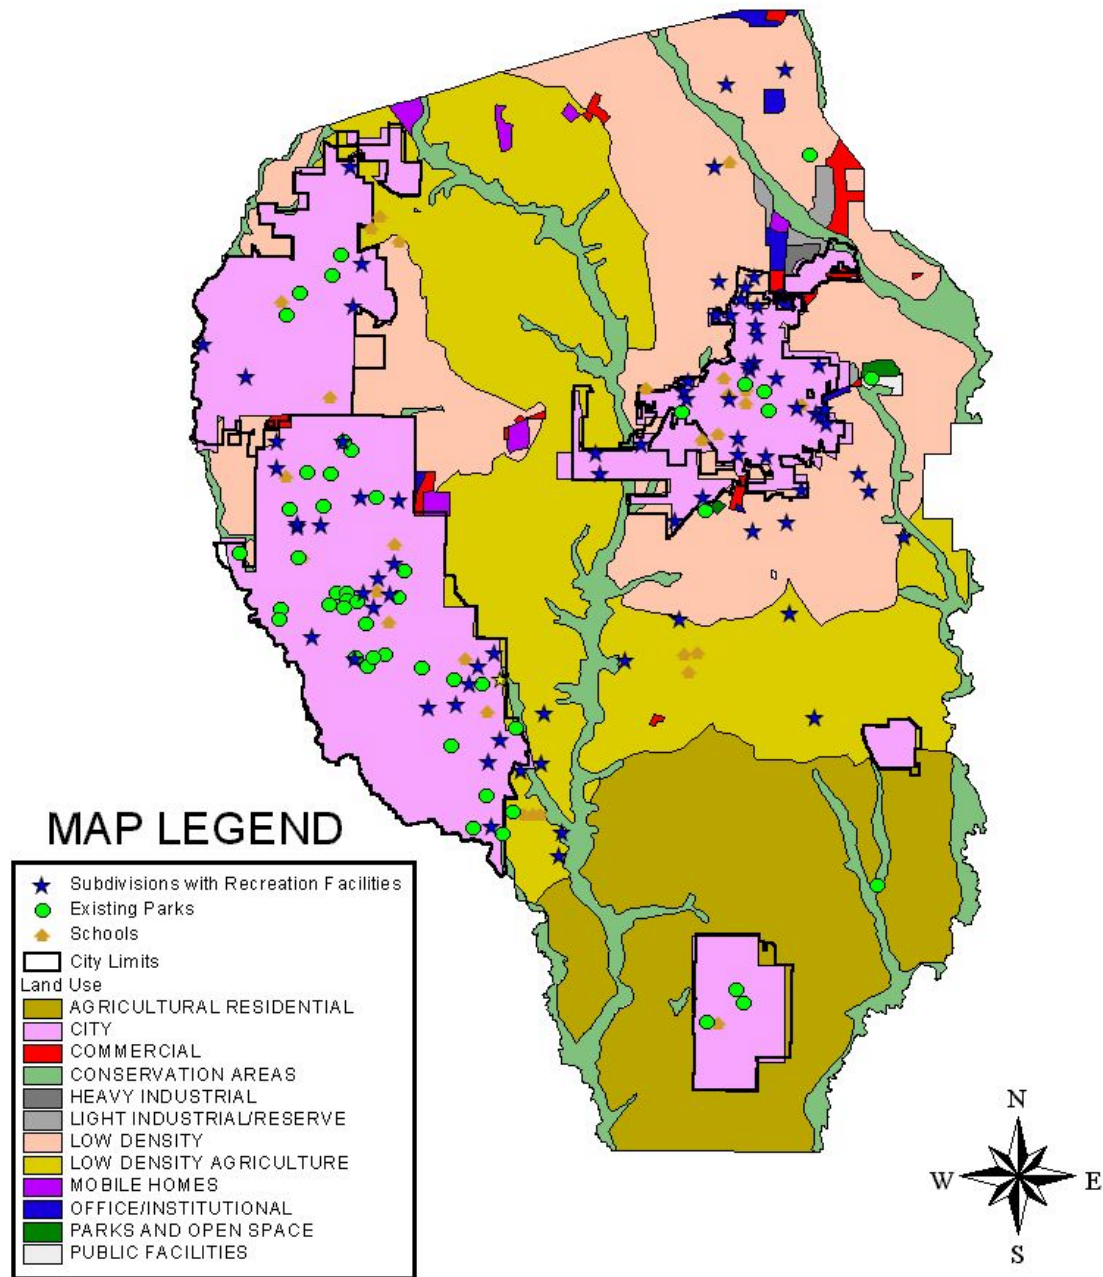 MAP LEGEND
Subdivisions with Recreation Facilities
Existing Parks
Schools
City Limits
Land Use
AGRICULTURAL RESIDENTIAL
CITY
COMMERCIAL
CONSERVATION AREAS
HEAVY INDUSTRIAL
LIGHT INDUSTRIAL/RESERVE
LOW DENSITY
LOW DENSITY AGRICULTURE
MOBILE HOMES
OFFICE/INSTITUTIONAL
PARKS AND OPEN SPACE
PUBLIC FACILITIES
N
W E
S